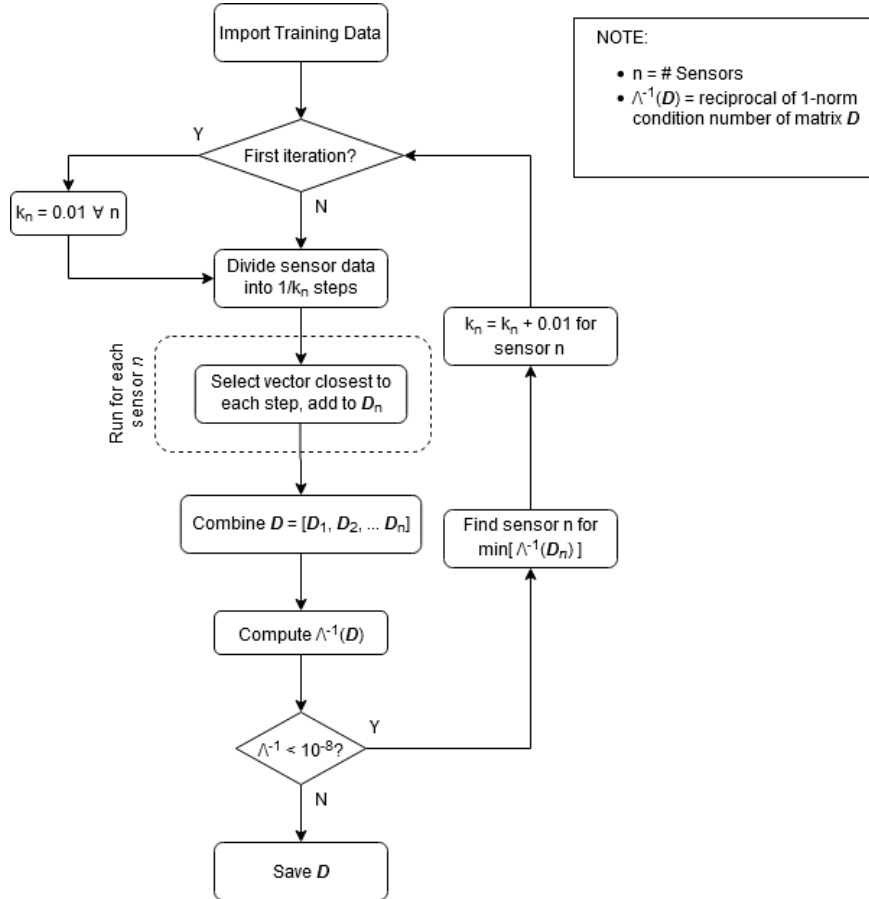 Import Training Data
NOTE:
• n = # Sensors
• Λ⁻¹(D) = reciprocal of 1-norm
condition number of matrix D
Y
First iteration?
N
kₙ = 0.01 ∀ n
Divide sensor data
into 1/kₙ steps
kₙ = kₙ + 0.01 for
sensor n
Run for each
sensor n
Select vector closest to
each step, add to Dₙ
Combine D = [D₁, D₂, ... Dₙ]
Find sensor n for
min[ Λ⁻¹(Dₙ) ]
Compute Λ⁻¹(D)
Λ⁻¹ < 10⁻⁸?
Y
N
Save D